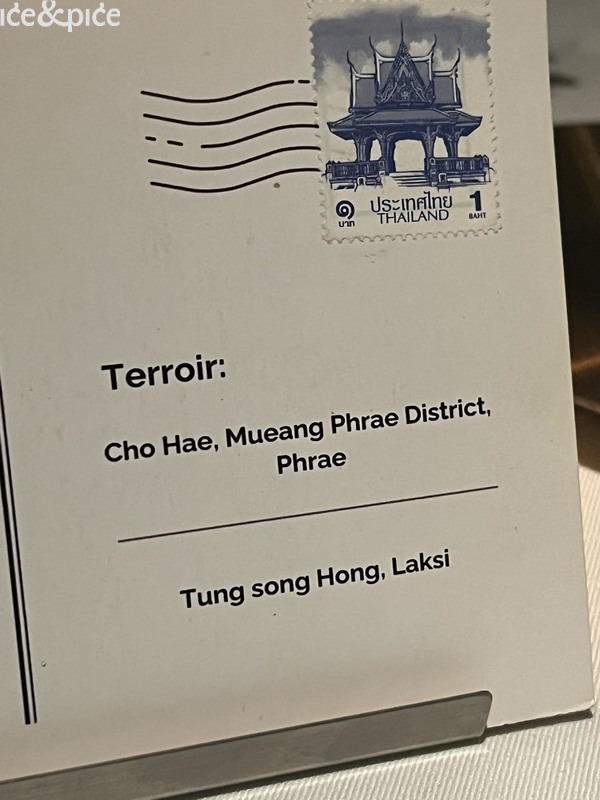 ice&pice
๑
บาท
ประเทศไทย
THAILAND
1
BAHT
Terroir:
Cho Hae, Mueang Phrae District,
Phrae
Tung song Hong, Laksi